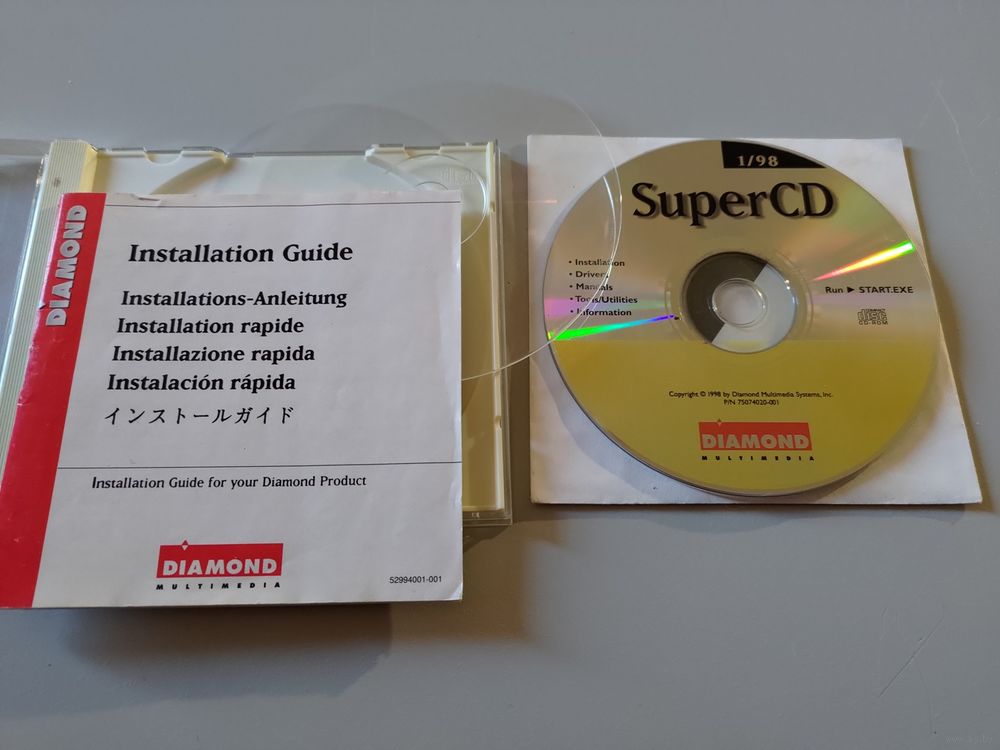 DIAMOND
Installation Guide
Installations-Anleitung
Installation rapide
Installazione rapida
Instalación rápida
インストールガイド
Installation Guide for your Diamond Product
DIAMOND
MULTIMEDIA
52994001-001
1/98
SuperCD
• Installation
• Drivers
• Manuals
• Tools/Utilities
• Information
Run ▶ START.EXE
COMPACT
disc
CD-ROM
Copyright © 1998 by Diamond Multimedia Systems, Inc.
P/N 75074020-001
DIAMOND
MULTIMEDIA